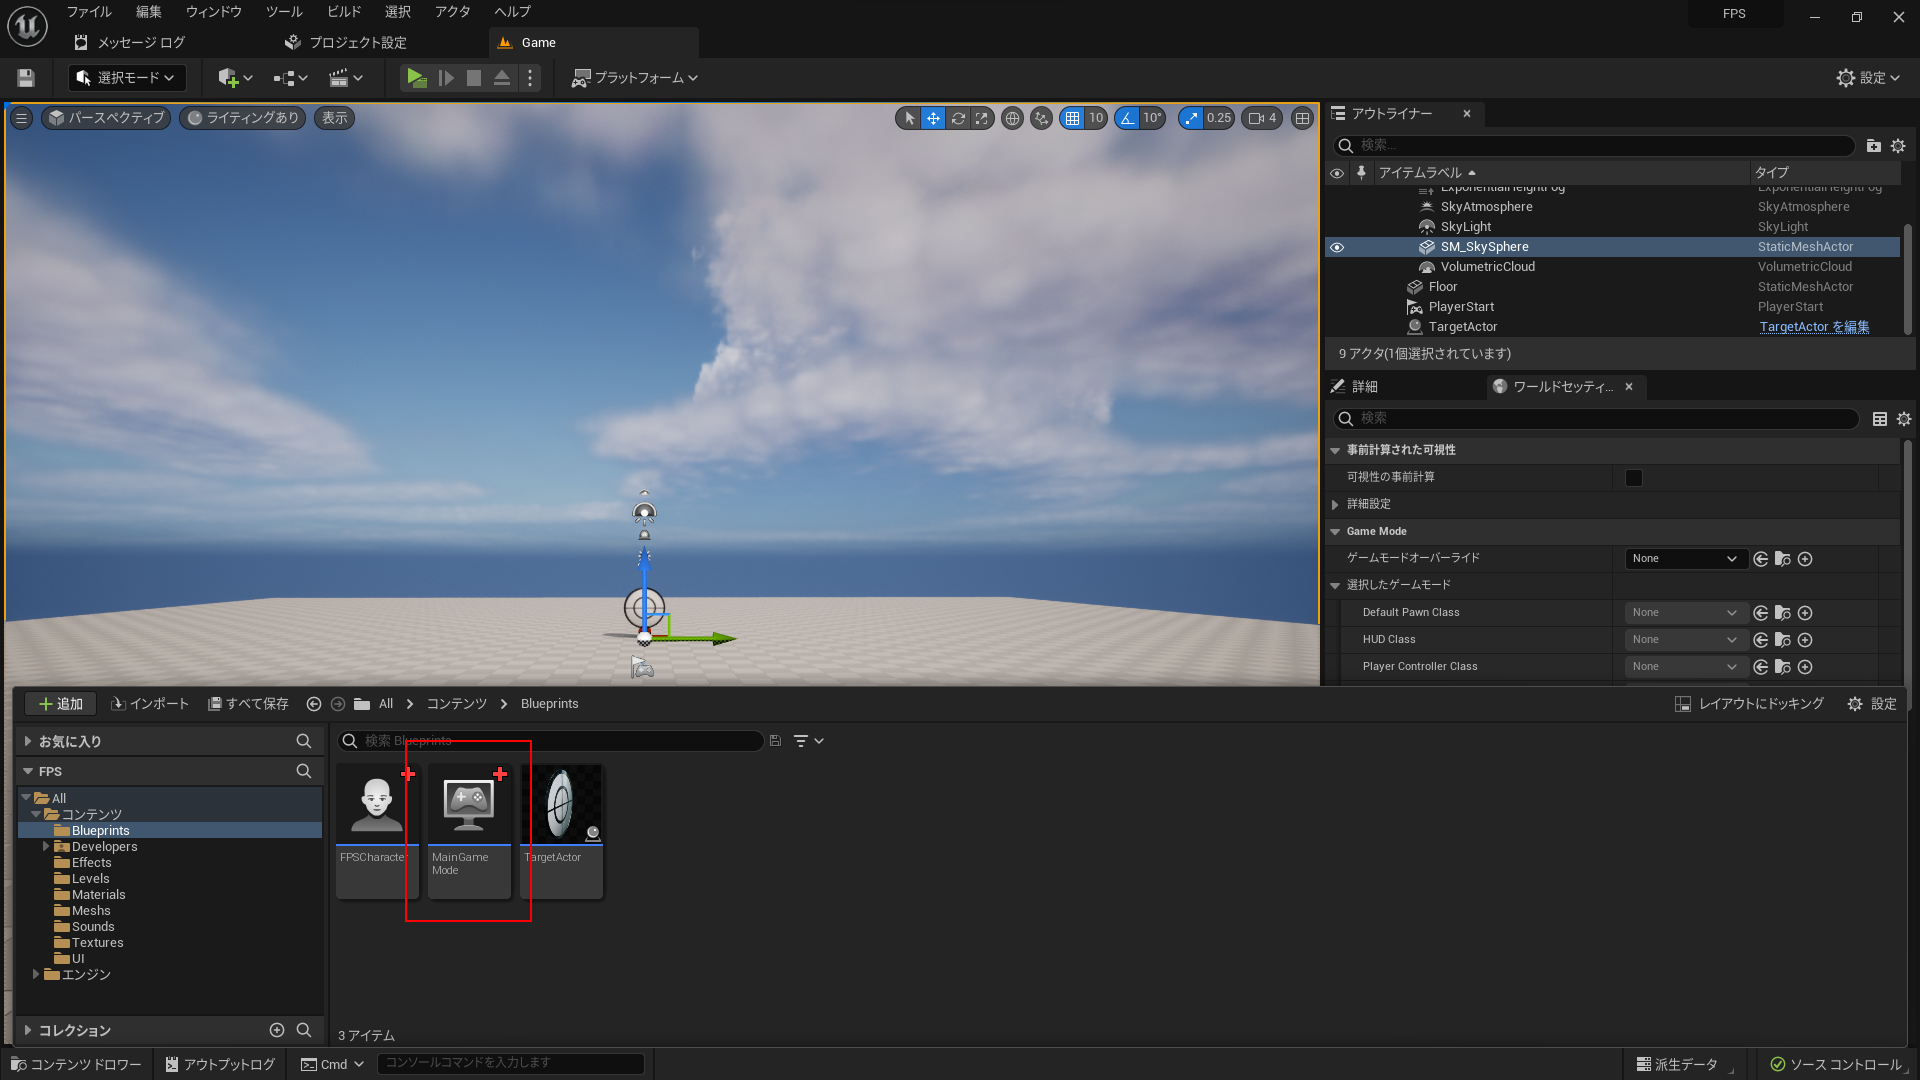 ファイル 編集 ウィンドウ ツール ビルド 選択 アクタ ヘルプ FPS
メッセージ ログ プロジェクト設定 Game
選択モード プラットフォーム 設定
パースペクティブ ライティングあり 表示 10 10° 0.25 4
アウトライナー
検索...
アイテムラベル タイプ
ExponentialHeightFog ExponentialHeightFog
SkyAtmosphere SkyAtmosphere
SkyLight SkyLight
SM_SkySphere StaticMeshActor
VolumetricCloud VolumetricCloud
Floor StaticMeshActor
PlayerStart PlayerStart
TargetActor TargetActor を編集
9 アクタ(1個選択されています)
詳細 ワールドセッティ...
検索
事前計算された可視性
可視性の事前計算
詳細設定
Game Mode
ゲームモードオーバーライド None
選択したゲームモード
Default Pawn Class None
HUD Class None
Player Controller Class None
追加 インポート すべて保存 All コンテンツ Blueprints レイアウトにドッキング 設定
お気に入り
検索 Blueprints
FPS
All
コンテンツ
Blueprints
Developers
Effects
Levels
Materials
Meshes
Sounds
Textures
UI
エンジン
コレクション
FPSCharacter
MainGame
Mode
TargetActor
3 アイテム
コンテンツ ドロワー アウトプットログ Cmd コンソールコマンドを入力します 派生データ ソース コントロール